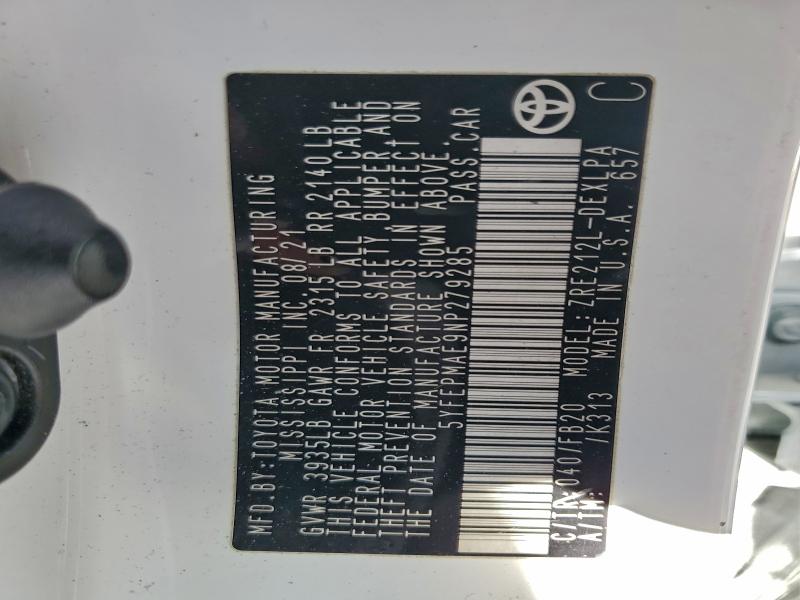 MFD.BY:TOYOTA MOTOR MANUFACTURING
MISSISSIPPI INC. 08/21
GVWR 3935LB GAWR FR 2315 LB RR 2140LB
THIS VEHICLE CONFORMS TO ALL APPLICABLE
FEDERAL MOTOR VEHICLE SAFETY, BUMPER, AND
THEFT PREVENTION STANDARDS IN EFFECT ON
THE DATE OF MANUFACTURE SHOWN ABOVE.
5YFEPMAE9NP279285 PASS.CAR
C/TR: 040/FB20 MODEL: ZRE212L-DEXLPA
A/TM: /K313 MADE IN U.S.A. 657
C